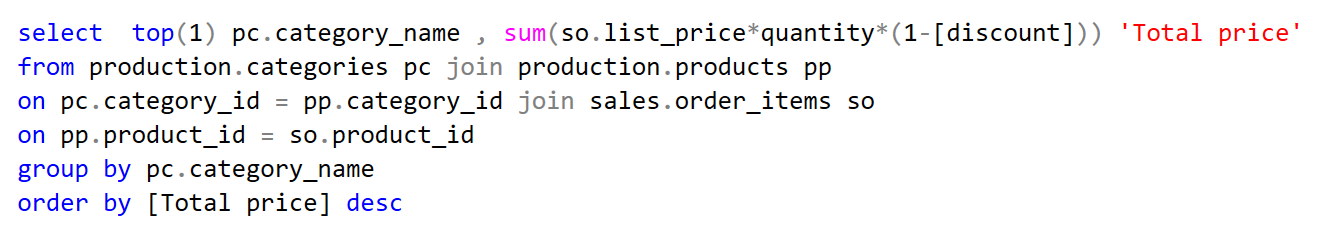 select  top(1) pc.category_name , sum(so.list_price*quantity*(1-[discount])) 'Total price'
from production.categories pc join production.products pp
on pc.category_id = pp.category_id join sales.order_items so
on pp.product_id = so.product_id
group by pc.category_name
order by [Total price] desc